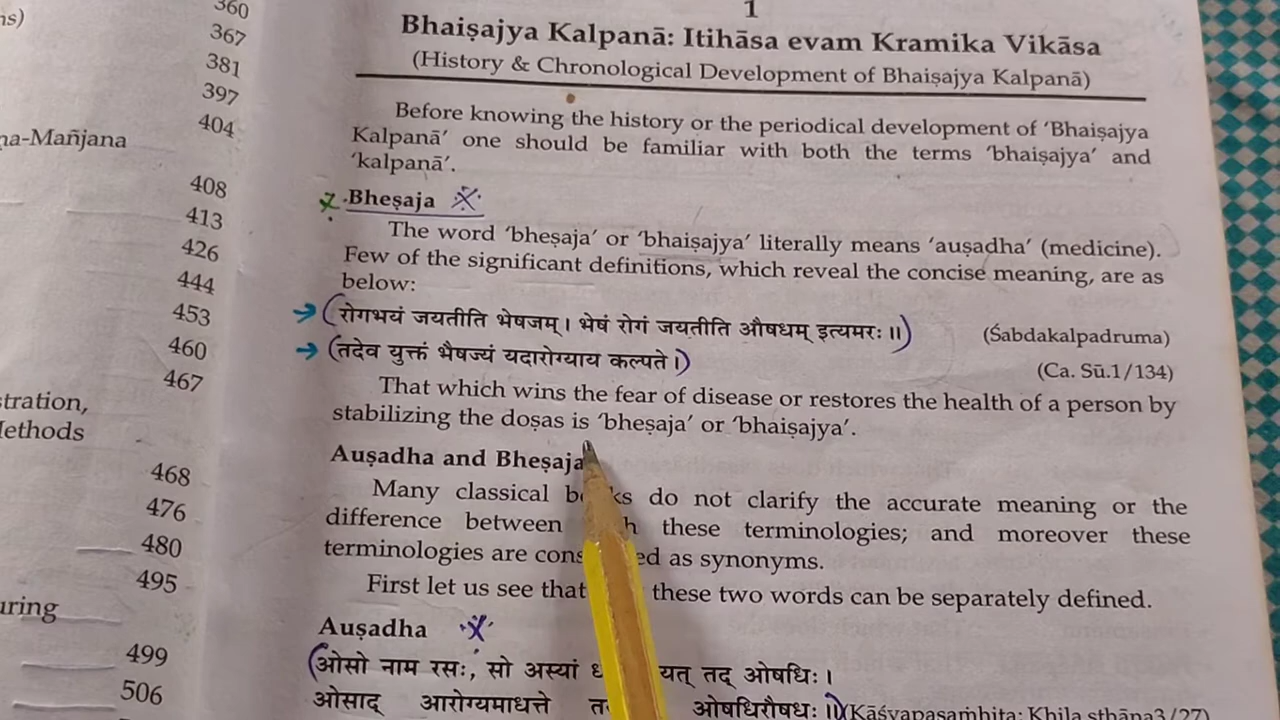 ns)
360
367
381
397
404
na-Mañjana
408
413
426
444
453
460
467
stration,
Methods
468
476
480
495
uring
499
506
1
Bhaiṣajya Kalpanā: Itihāsa evam Kramika Vikāsa
(History & Chronological Development of Bhaiṣajya Kalpanā)
Before knowing the history or the periodical development of 'Bhaiṣajya
Kalpanā' one should be familiar with both the terms 'bhaiṣajya' and
'kalpanā'.
Bheṣaja
The word 'bheṣaja' or 'bhaiṣajya' literally means 'auṣadha' (medicine).
Few of the significant definitions, which reveal the concise meaning, are as
below:
(रोगभयं जयतीति भेषजम्। भेषं रोगं जयतीति औषधम् इत्यमरः॥) (Śabdakalpadruma)
(तदेव युक्तं भैषज्यं यदारोग्याय कल्पते।) (Ca. Sū.1/134)
That which wins the fear of disease or restores the health of a person by
stabilizing the doṣas is 'bheṣaja' or 'bhaiṣajya'.
Auṣadha and Bheṣaja
Many classical do not clarify the accurate meaning or the
difference between these terminologies; and moreover these
terminologies are as synonyms.
First let us see that these two words can be separately defined.
Auṣadha
(ओसो नाम रसः, सो अस्यां यत् तद् ओषधिः।
ओसाद् आरोग्यमाधत्ते ओषधिरौषधः॥) (Kāśyapasaṁhita: Khila sthāna3/27)